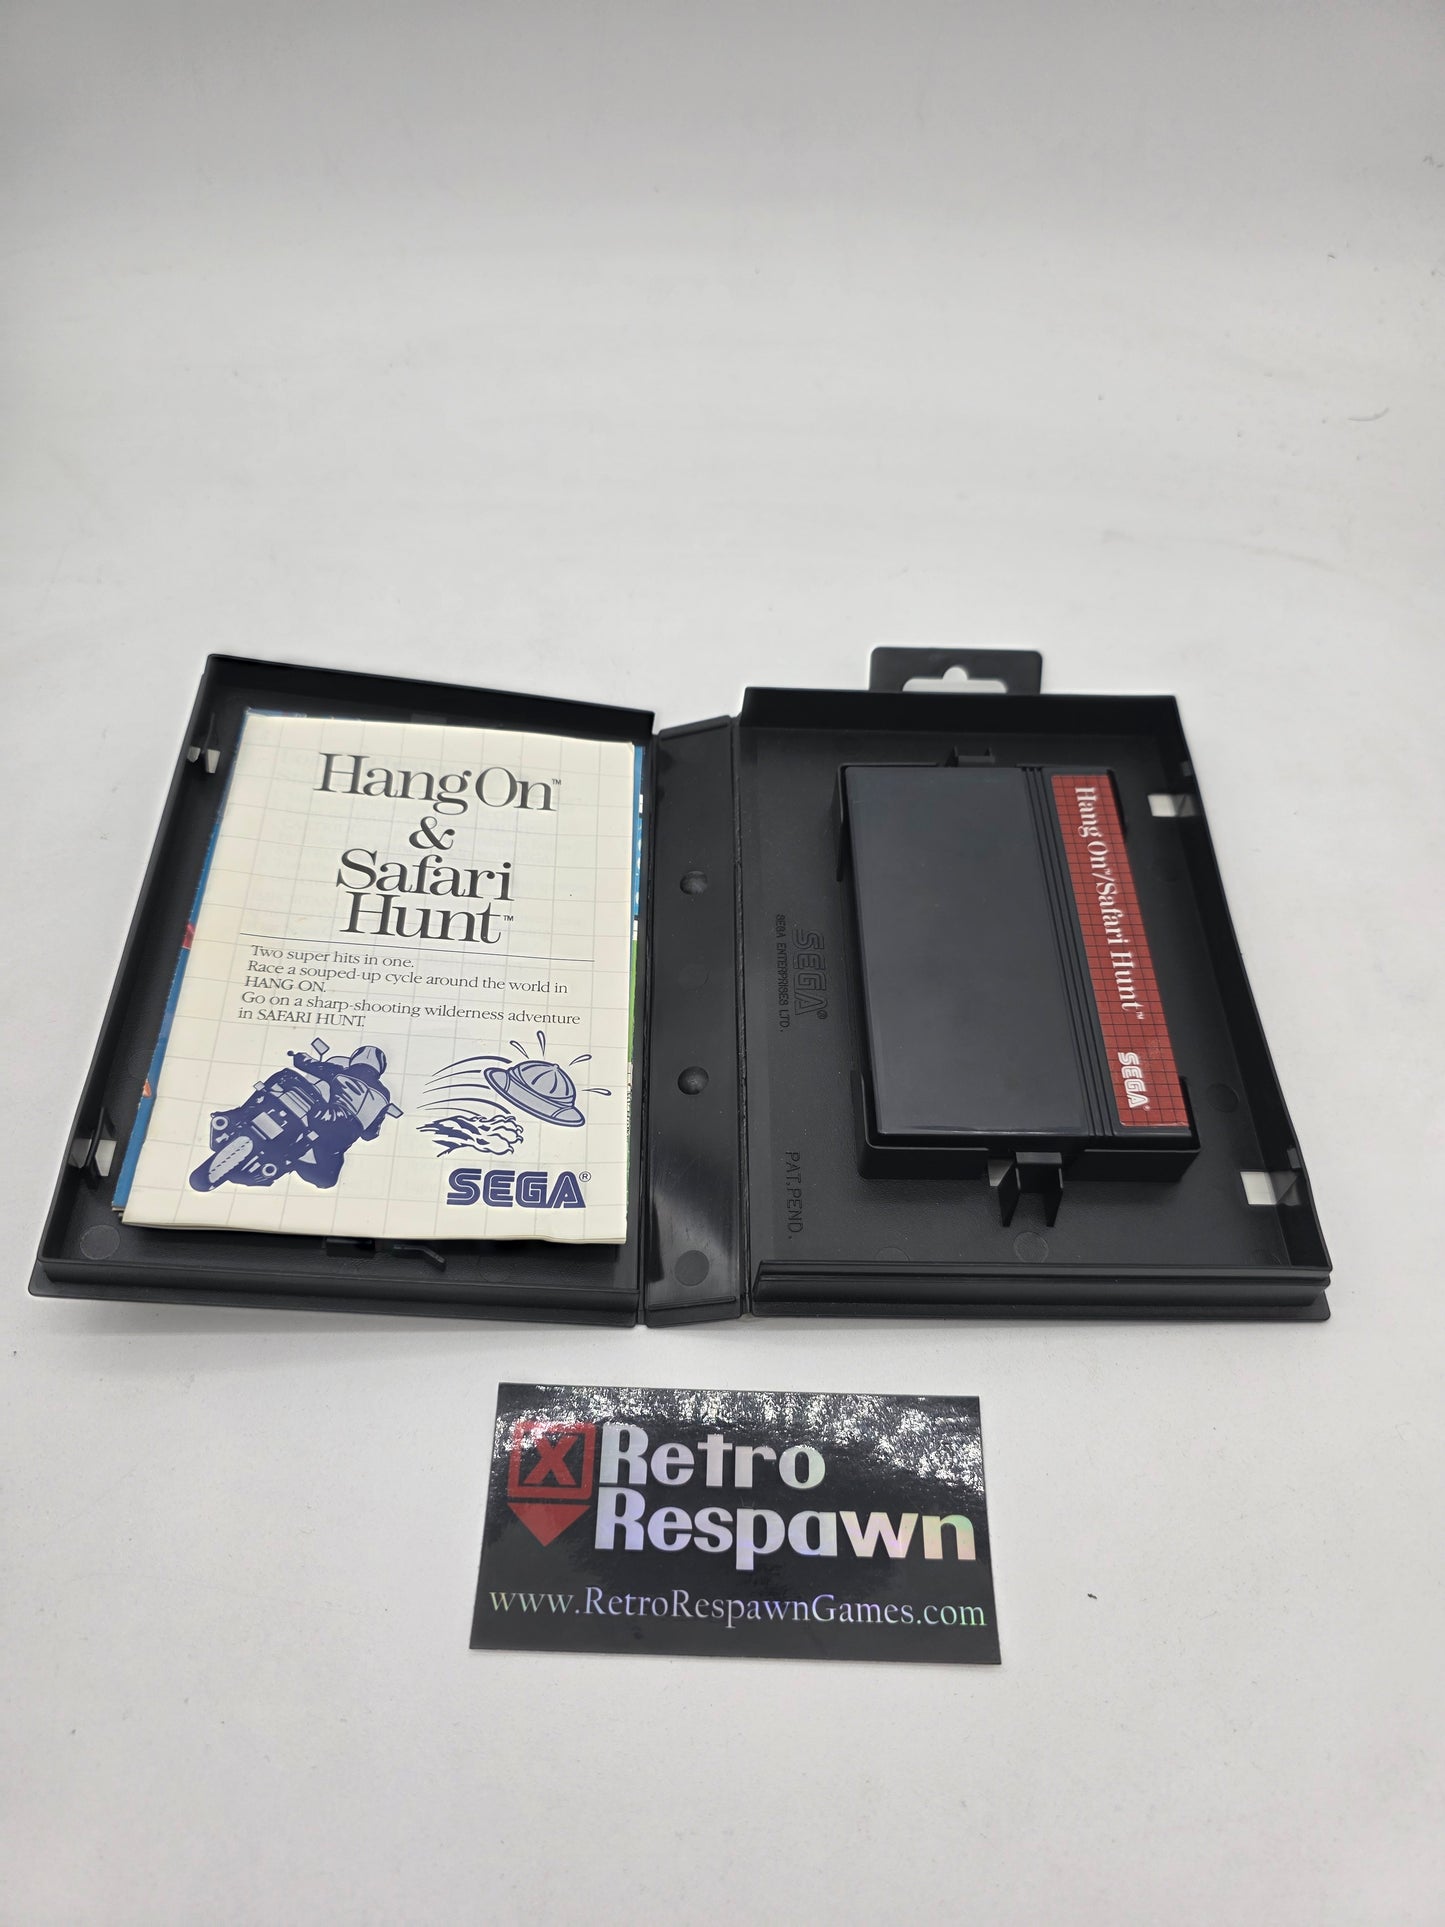 Hang On™
&
Safari
Hunt™
Two super hits in one.
Race a souped-up cycle around the world in
HANG ON.
Go on a sharp-shooting wilderness adventure
in SAFARI HUNT.
SEGA®
SEGA®
SEGA ENTERPRISES LTD.
PAT.PEND.
Hang On™/Safari Hunt™
SEGA®
X Retro
Respawn
www.RetroRespawnGames.com